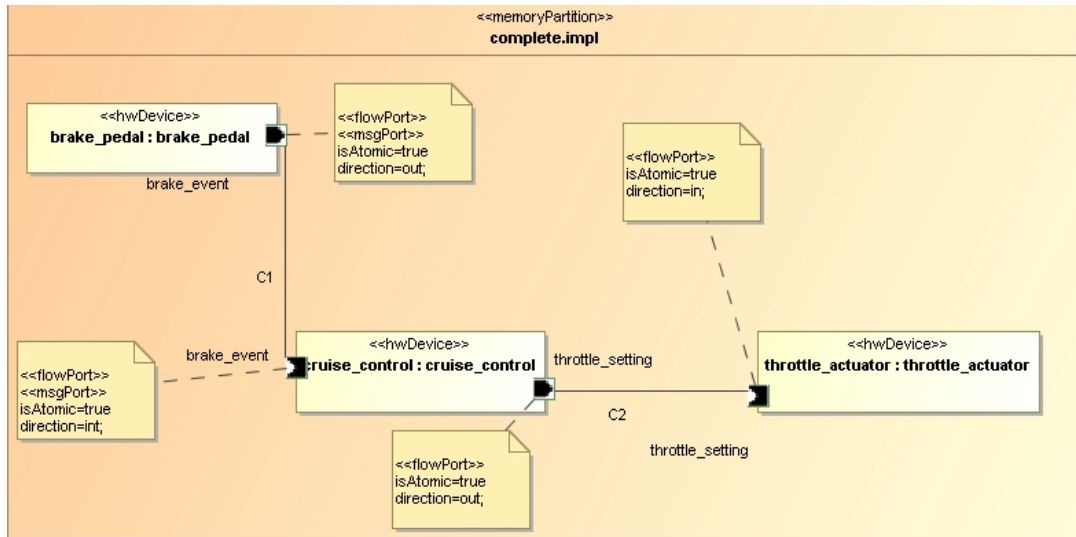 <<memoryPartition>>
complete.impl
<<hwDevice>>
brake_pedal : brake_pedal
brake_event
<<flowPort>>
<<msgPort>>
isAtomic=true
direction=out;
<<flowPort>>
isAtomic=true
direction=in;
C1
<<flowPort>>
<<msgPort>>
isAtomic=true
direction=int;
brake_event
<<hwDevice>>
cruise_control : cruise_control
throttle_setting
C2
<<hwDevice>>
throttle_actuator : throttle_actuator
throttle_setting
<<flowPort>>
isAtomic=true
direction=out;